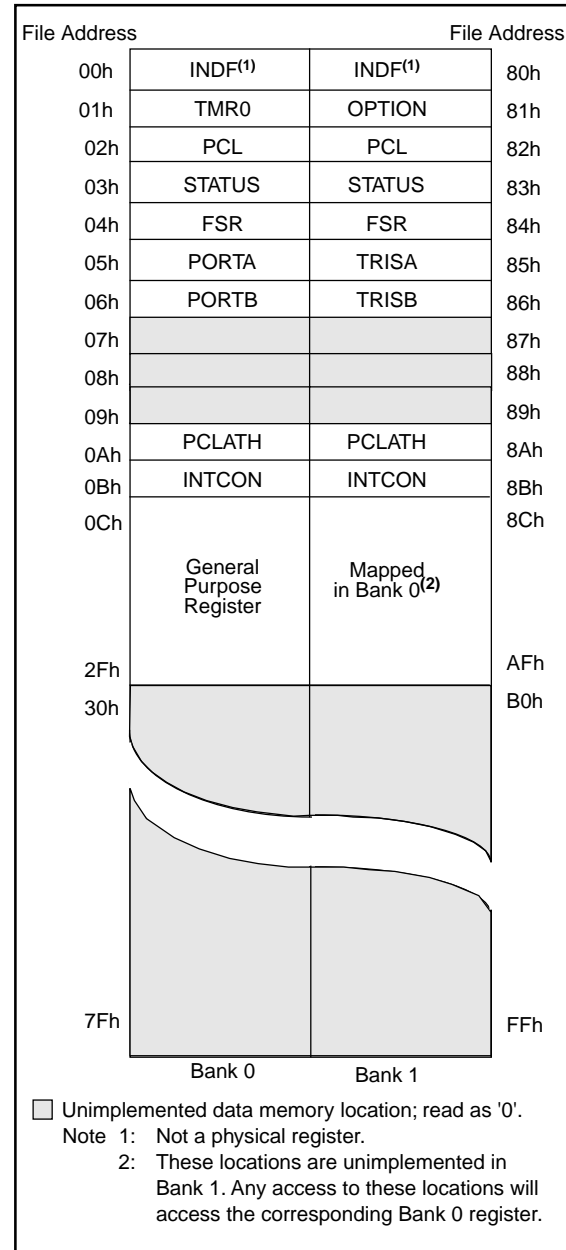 File Address File Address
00h INDF(1) INDF(1) 80h
01h TMR0 OPTION 81h
02h PCL PCL 82h
03h STATUS STATUS 83h
04h FSR FSR 84h
05h PORTA TRISA 85h
06h PORTB TRISB 86h
07h 87h
08h 88h
09h 89h
0Ah PCLATH PCLATH 8Ah
0Bh INTCON INTCON 8Bh
0Ch 8Ch
General
Purpose
Register
Mapped
in Bank 0(2)
2Fh AFh
30h B0h
7Fh FFh
Bank 0 Bank 1
Unimplemented data memory location; read as '0'.
Note 1: Not a physical register.
2: These locations are unimplemented in
Bank 1. Any access to these locations will
access the corresponding Bank 0 register.